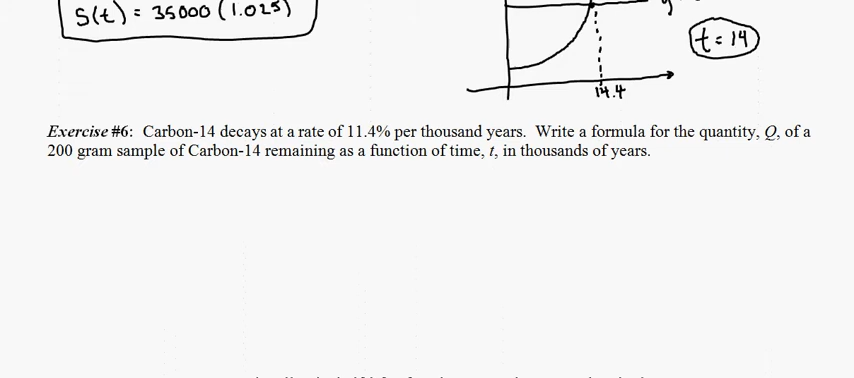 S(t) = 35000 (1.025)
t = 14
14.4
Exercise #6: Carbon-14 decays at a rate of 11.4% per thousand years. Write a formula for the quantity, Q, of a
200 gram sample of Carbon-14 remaining as a function of time, t, in thousands of years.